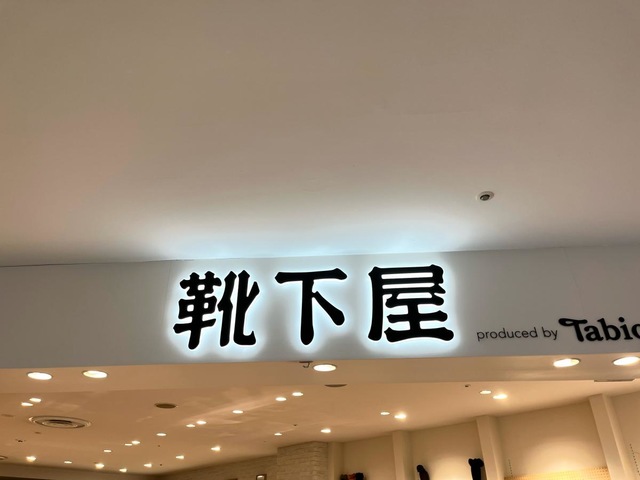 靴下屋
produced by Tabio